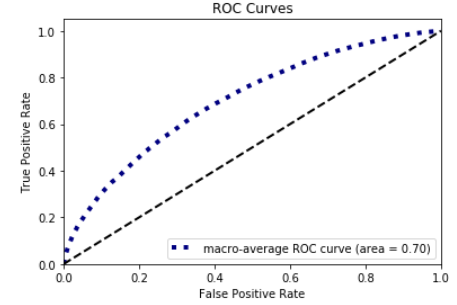 ROC Curves
1.0
0.8
0.6
0.4
0.2
0.0
True Positive Rate
macro-average ROC curve (area = 0.70)
0.0 0.2 0.4 0.6 0.8 1.0
False Positive Rate